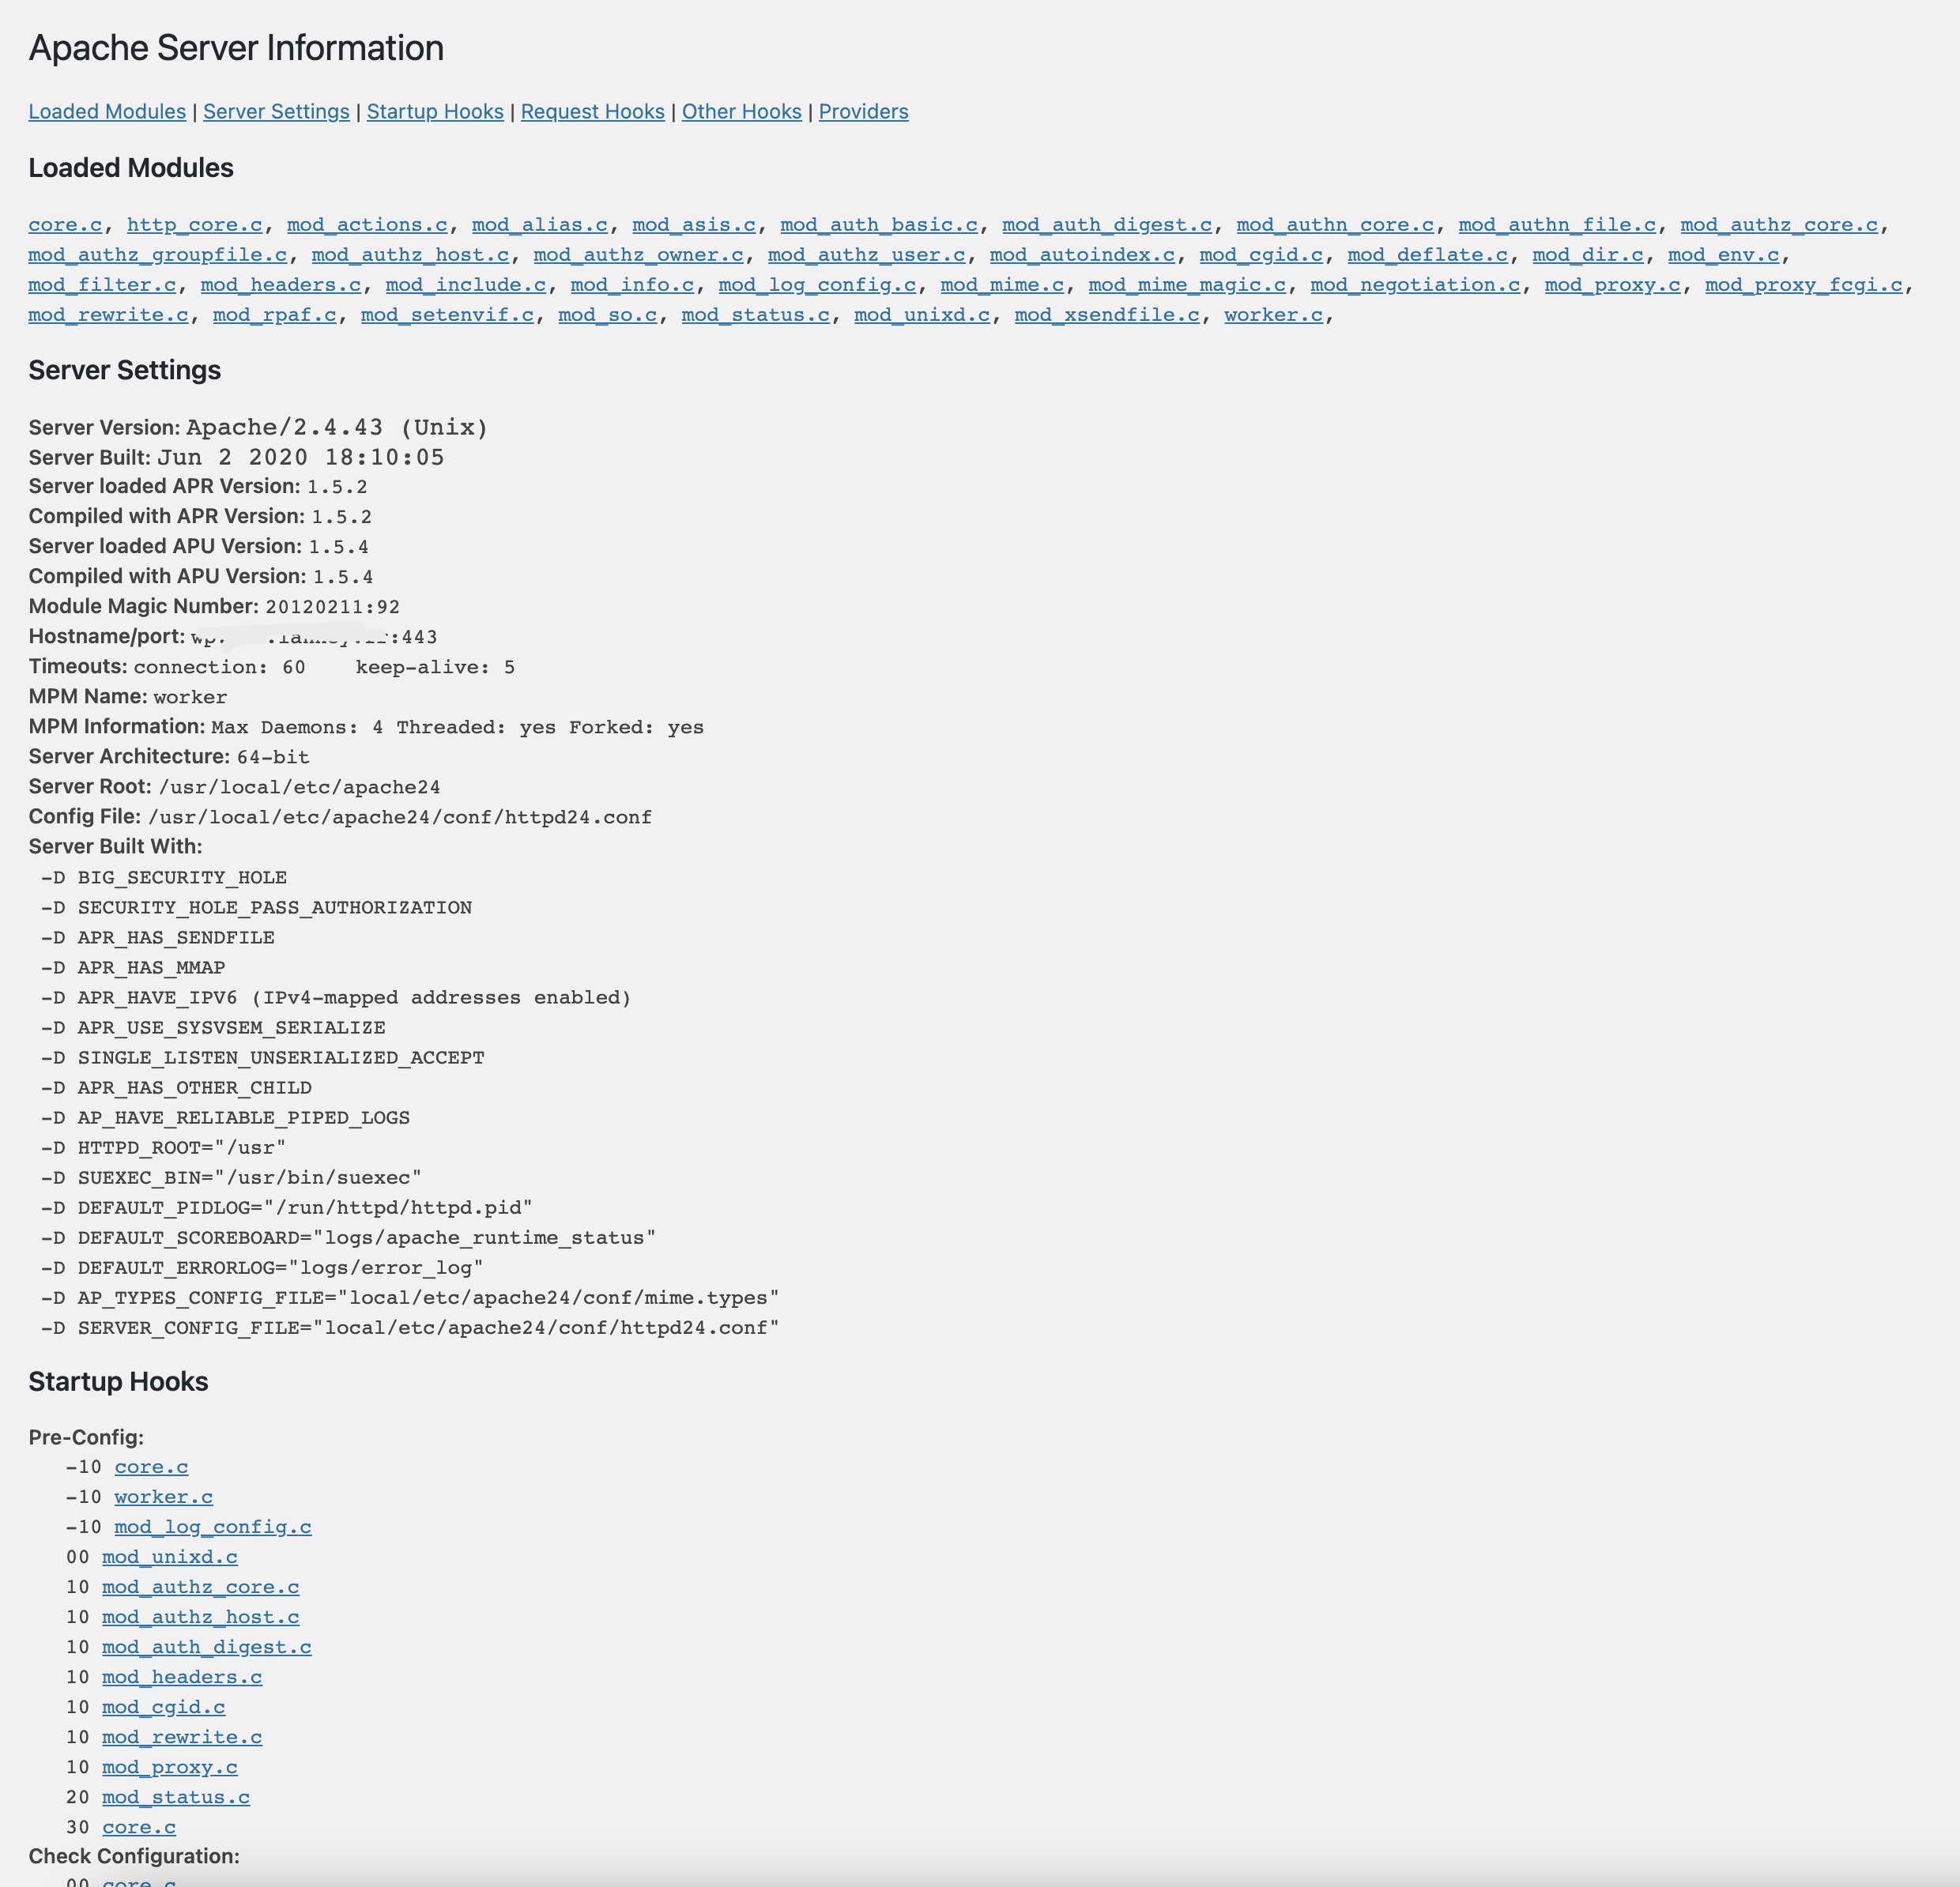 Apache Server Information
Loaded Modules | Server Settings | Startup Hooks | Request Hooks | Other Hooks | Providers
Loaded Modules
core.c, http_core.c, mod_actions.c, mod_alias.c, mod_asis.c, mod_auth_basic.c, mod_auth_digest.c, mod_authn_core.c, mod_authn_file.c, mod_authz_core.c,
mod_authz_groupfile.c, mod_authz_host.c, mod_authz_owner.c, mod_authz_user.c, mod_autoindex.c, mod_cgid.c, mod_deflate.c, mod_dir.c, mod_env.c,
mod_filter.c, mod_headers.c, mod_include.c, mod_info.c, mod_log_config.c, mod_mime.c, mod_mime_magic.c, mod_negotiation.c, mod_proxy.c, mod_proxy_fcgi.c,
mod_rewrite.c, mod_rpaf.c, mod_setenvif.c, mod_so.c, mod_status.c, mod_unixd.c, mod_xsendfile.c, worker.c,
Server Settings
Server Version: Apache/2.4.43 (Unix)
Server Built: Jun 2 2020 18:10:05
Server loaded APR Version: 1.5.2
Compiled with APR Version: 1.5.2
Server loaded APU Version: 1.5.4
Compiled with APU Version: 1.5.4
Module Magic Number: 20120211:92
Hostname/port: :443
Timeouts: connection: 60 keep-alive: 5
MPM Name: worker
MPM Information: Max Daemons: 4 Threaded: yes Forked: yes
Server Architecture: 64-bit
Server Root: /usr/local/etc/apache24
Config File: /usr/local/etc/apache24/conf/httpd24.conf
Server Built With:
-D BIG_SECURITY_HOLE
-D SECURITY_HOLE_PASS_AUTHORIZATION
-D APR_HAS_SENDFILE
-D APR_HAS_MMAP
-D APR_HAVE_IPV6 (IPv4-mapped addresses enabled)
-D APR_USE_SYSVSEM_SERIALIZE
-D SINGLE_LISTEN_UNSERIALIZED_ACCEPT
-D APR_HAS_OTHER_CHILD
-D AP_HAVE_RELIABLE_PIPED_LOGS
-D HTTPD_ROOT="/usr"
-D SUEXEC_BIN="/usr/bin/suexec"
-D DEFAULT_PIDLOG="/run/httpd/httpd.pid"
-D DEFAULT_SCOREBOARD="logs/apache_runtime_status"
-D DEFAULT_ERRORLOG="logs/error_log"
-D AP_TYPES_CONFIG_FILE="local/etc/apache24/conf/mime.types"
-D SERVER_CONFIG_FILE="local/etc/apache24/conf/httpd24.conf"
Startup Hooks
Pre-Config:
-10 core.c
-10 worker.c
-10 mod_log_config.c
00 mod_unixd.c
10 mod_authz_core.c
10 mod_authz_host.c
10 mod_auth_digest.c
10 mod_headers.c
10 mod_cgid.c
10 mod_rewrite.c
10 mod_proxy.c
20 mod_status.c
30 core.c
Check Configuration:
00 core.c